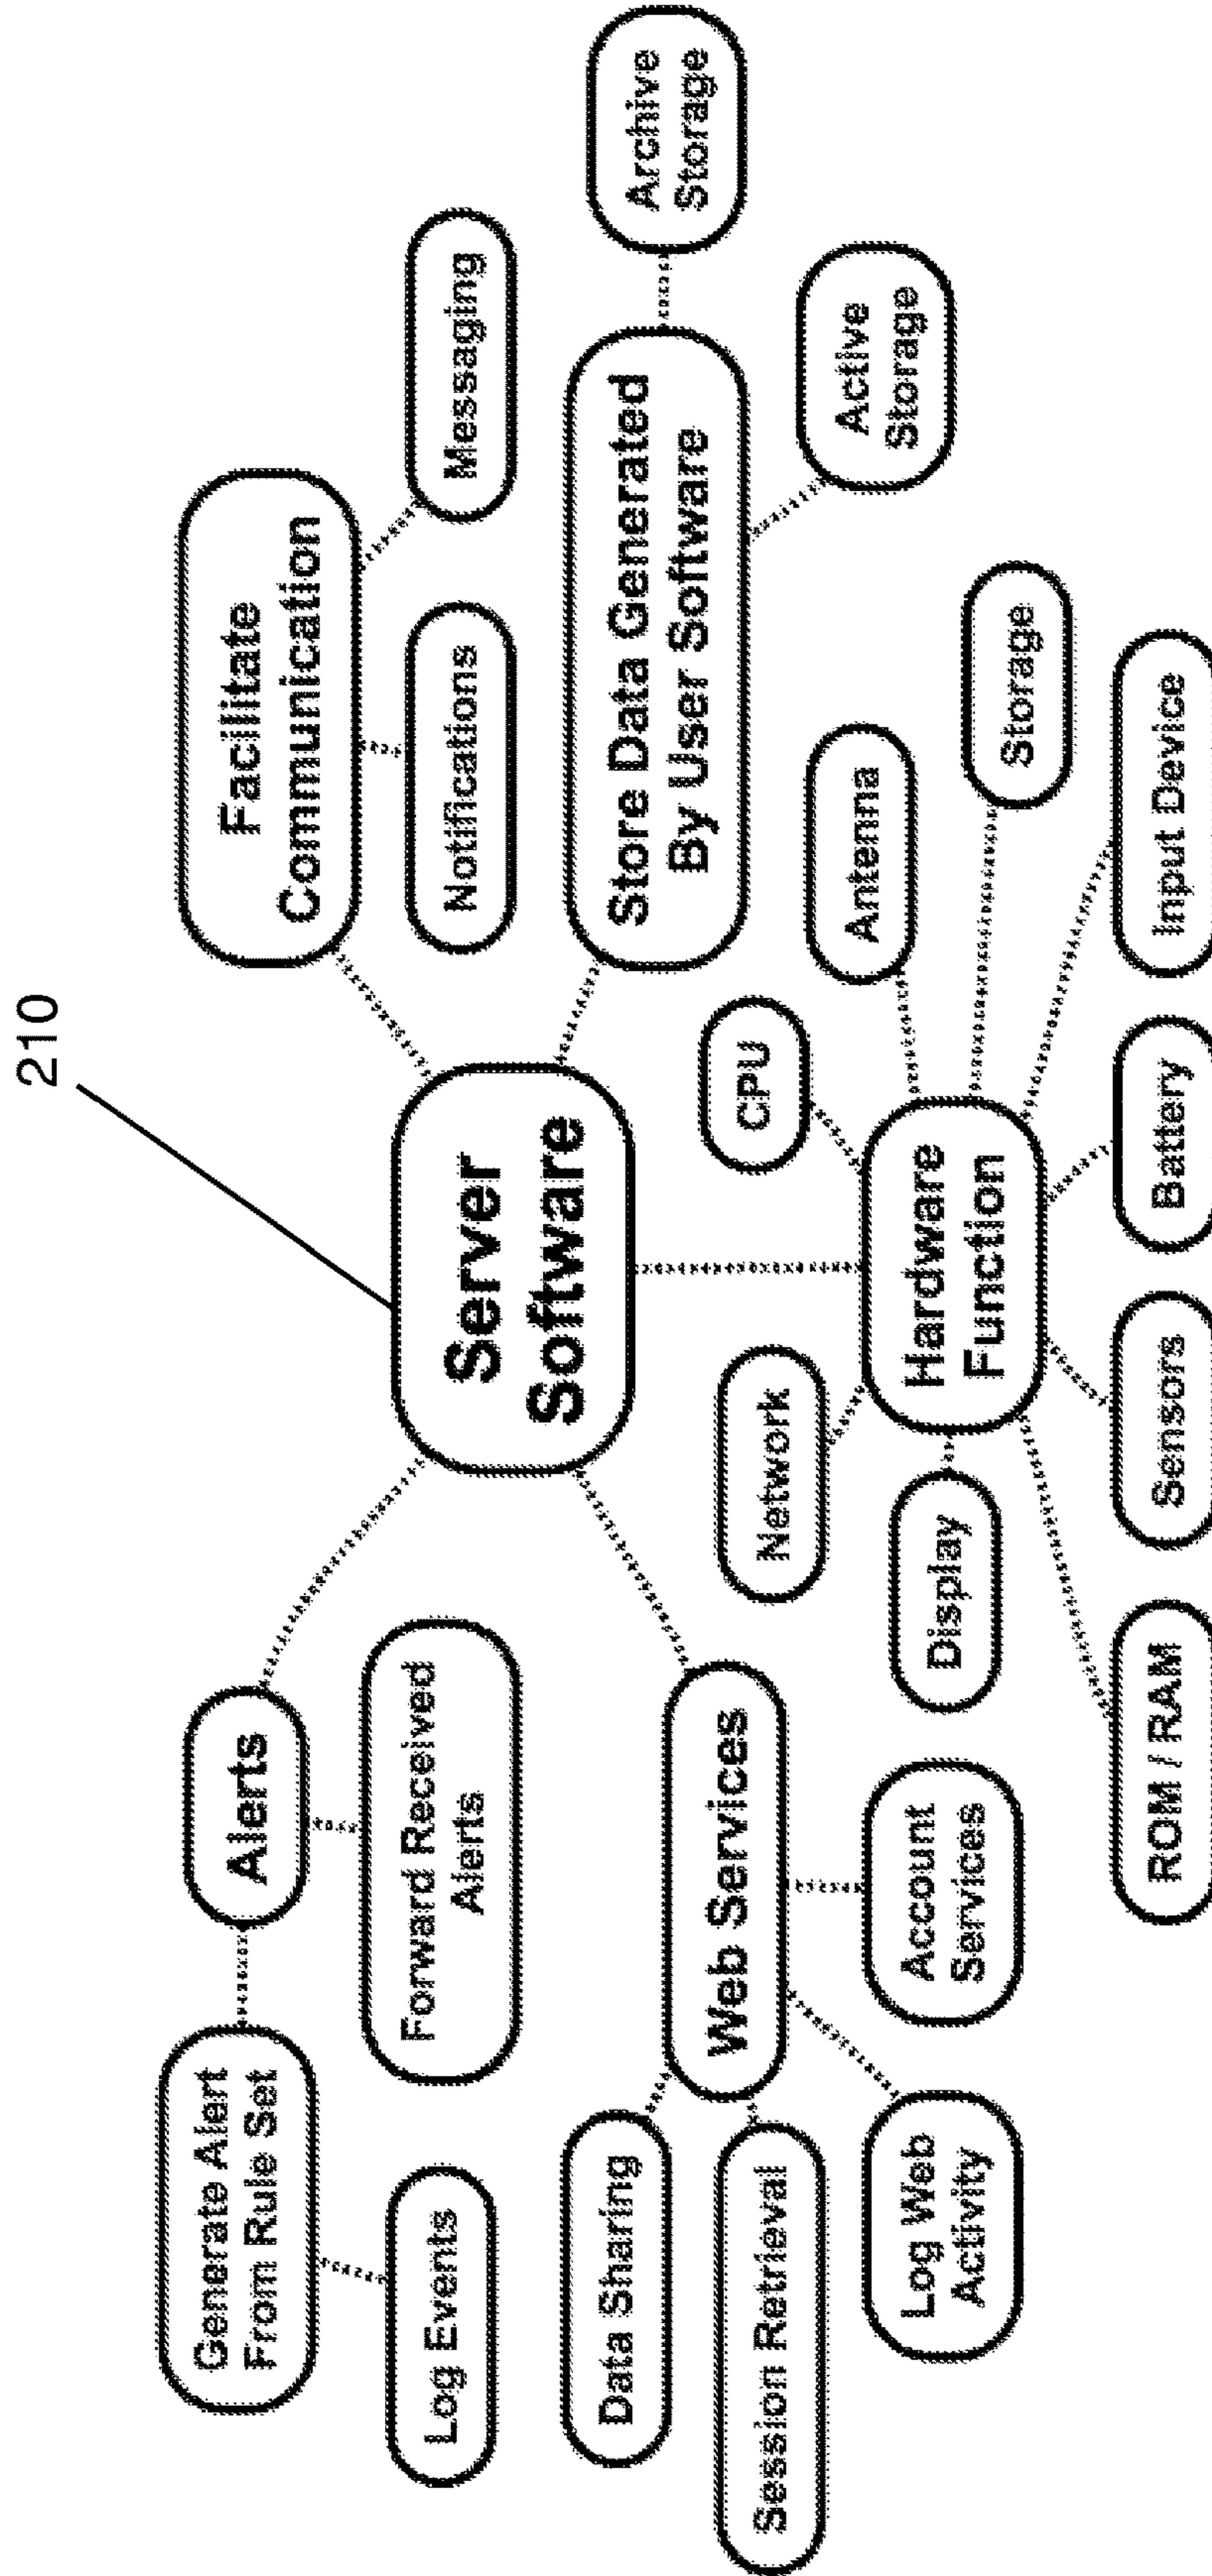 210
Server
Software
Alerts
Generate Alert
From Rule Set
Log Events
Forward Received
Alerts
Facilitate
Communication
Notifications
Messaging
Store Data Generated
By User Software
Archive
Storage
Active
Storage
Web Services
Data Sharing
Session Retrieval
Log Web
Activity
Account
Services
Hardware
Function
Network
CPU
Antenna
Display
Storage
ROM / RAM
Sensors
Battery
Input Device